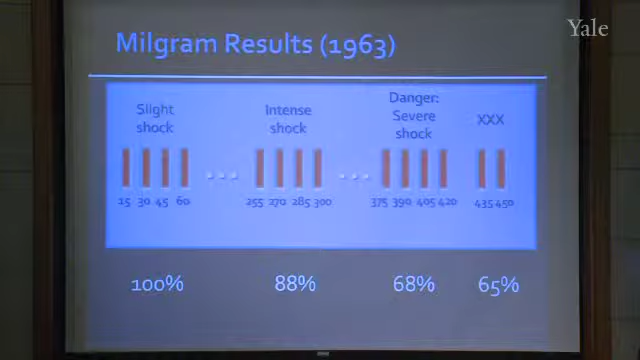 Yale
Milgram Results (1963)
Slight
shock
Intense
shock
Danger:
Severe
shock
XXX
15 30 45 60
255 270 285 300
375 390 405 420
435 450
100% 88% 68% 65%